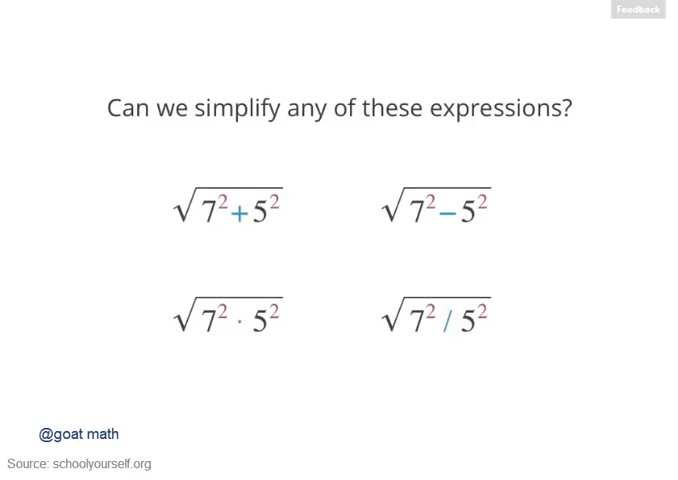 Feedback
Can we simplify any of these expressions?
√7²+5² √7²−5²
√7² · 5² √7² / 5²
@goat math
Source: schoolyourself.org